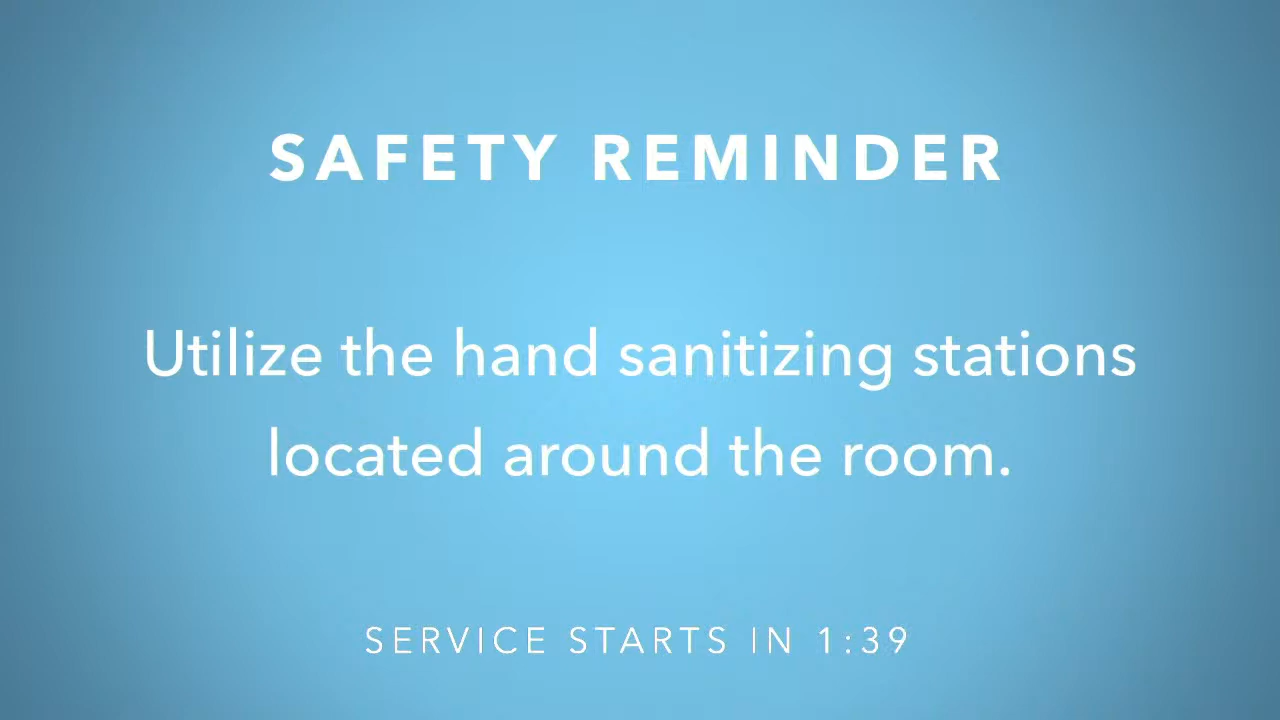 SAFETY REMINDER
Utilize the hand sanitizing stations
located around the room.
SERVICE STARTS IN 1:39